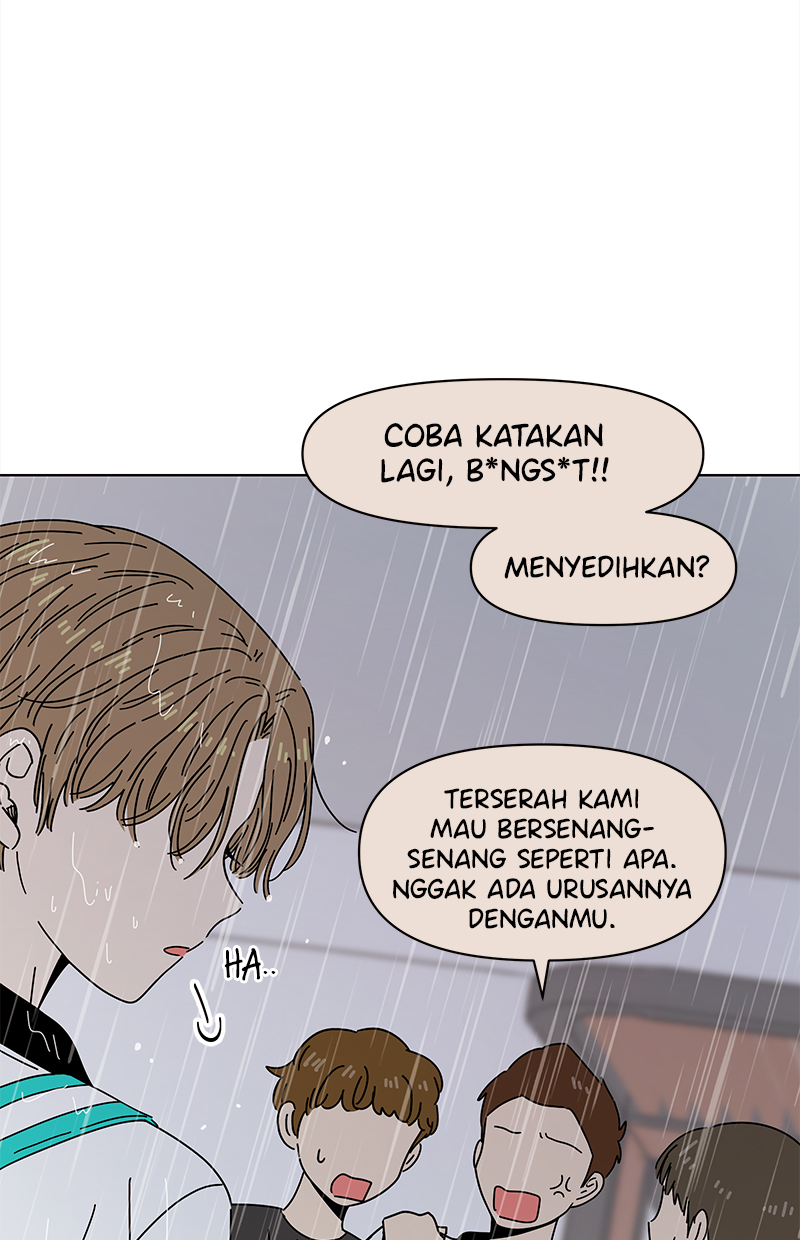 COBA KATAKAN
LAGI, B*NGS*T!!
MENYEDIHKAN?
TERSERAH KAMI
MAU BERSENANG-
SENANG SEPERTI APA.
NGGAK ADA URUSANNYA
DENGANMU.
HA..